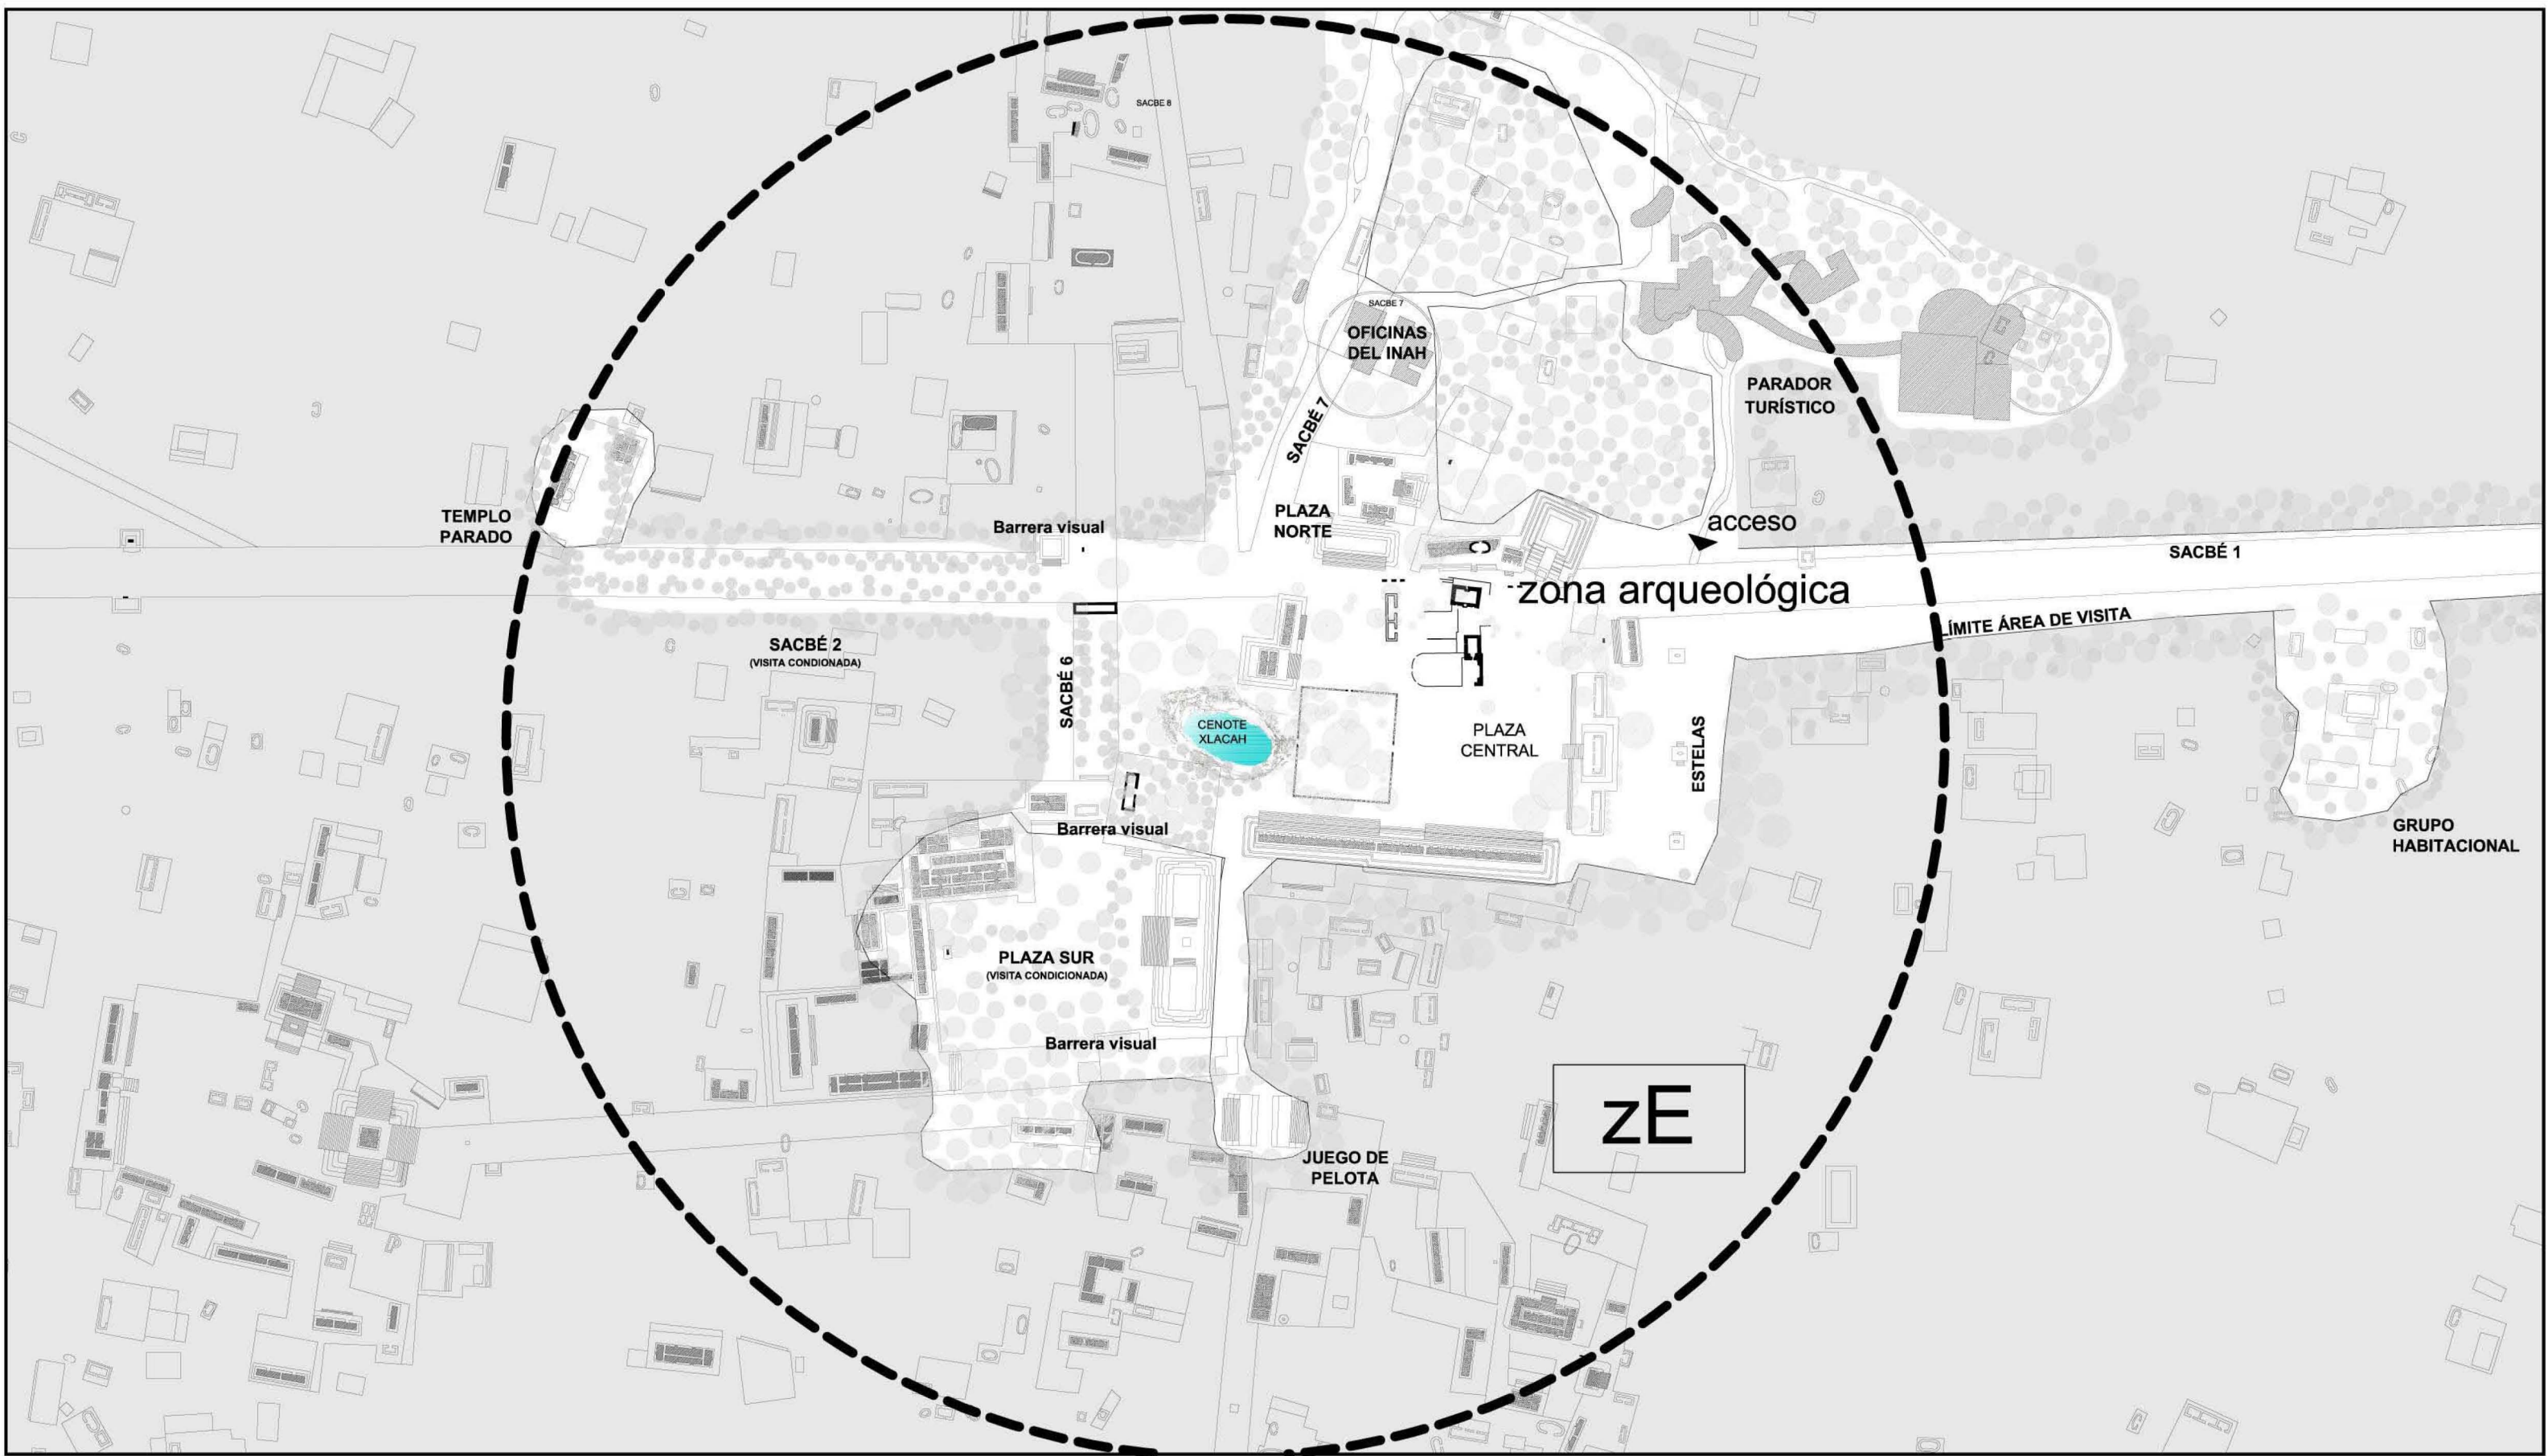 SACBE 8
SACBE 7
OFICINAS
DEL INAH
PARADOR
TURÍSTICO
SACBÉ 7
TEMPLO
PARADO
Barrera visual
PLAZA
NORTE
acceso
SACBÉ 1
zona arqueológica
LÍMITE ÁREA DE VISITA
SACBÉ 2
(VISITA CONDIONADA)
SACBÉ 6
CENOTE
XLACAH
PLAZA
CENTRAL
ESTELAS
Barrera visual
GRUPO
HABITACIONAL
PLAZA SUR
(VISITA CONDICIONADA)
Barrera visual
zE
JUEGO DE
PELOTA